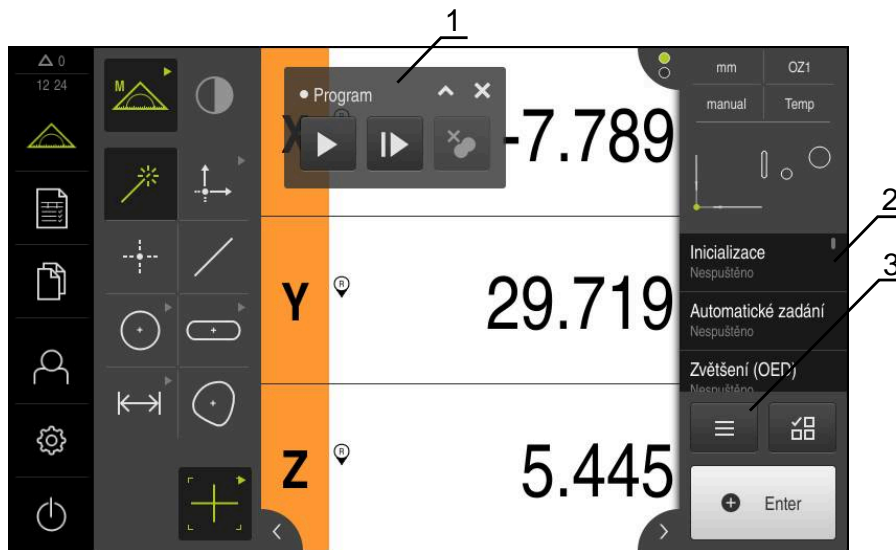 1
0
12 24
M
Program
X
R
-7.789
mm
OZ1
manual
Temp
2
Inicializace
Nespuštěno
3
Automatické zadání
Nespuštěno
Y
R
29.719
Zvětšení (OED)
Nespuštěno
Z
R
5.445
Enter